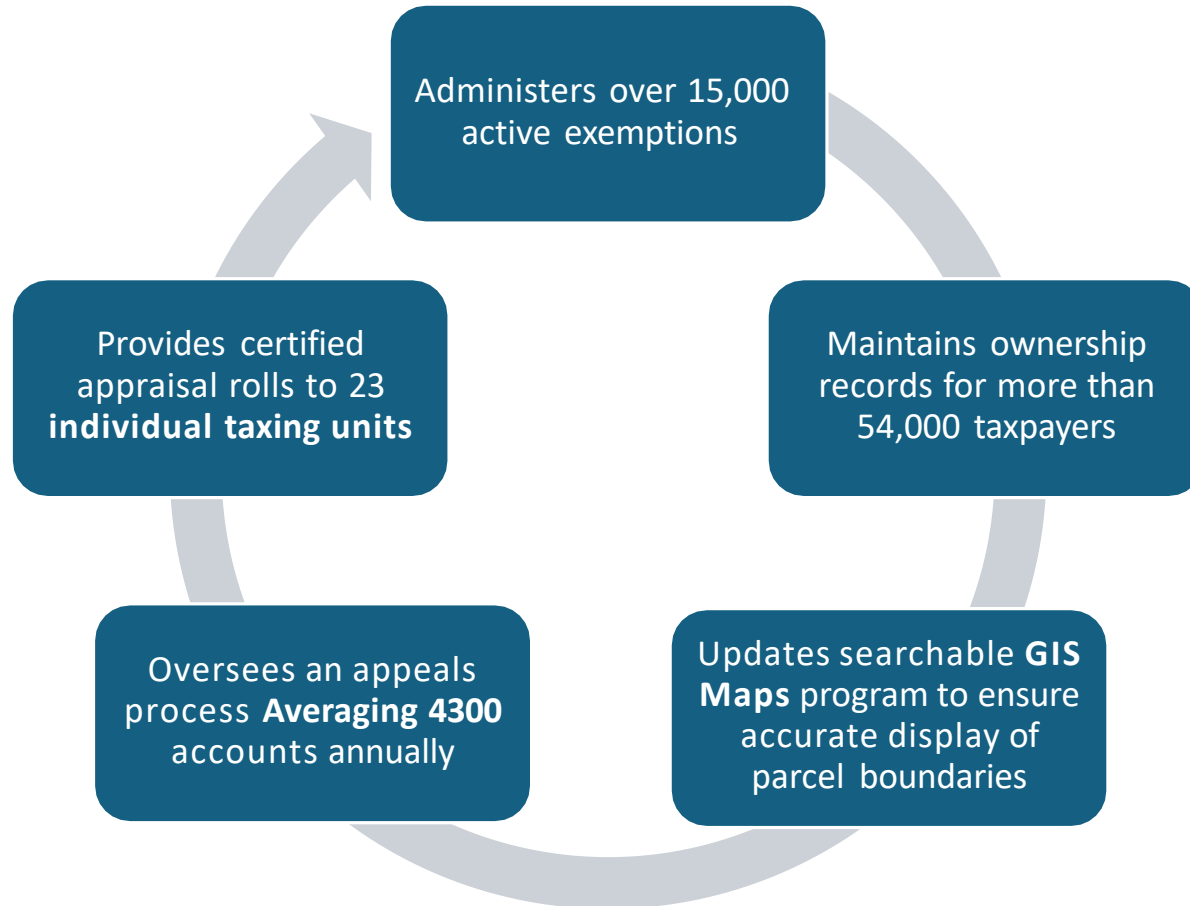 Administers over 15,000
active exemptions
Maintains ownership
records for more than
54,000 taxpayers
Updates searchable GIS
Maps program to ensure
accurate display of
parcel boundaries
Oversees an appeals
process Averaging 4300
accounts annually
Provides certified
appraisal rolls to 23
individual taxing units